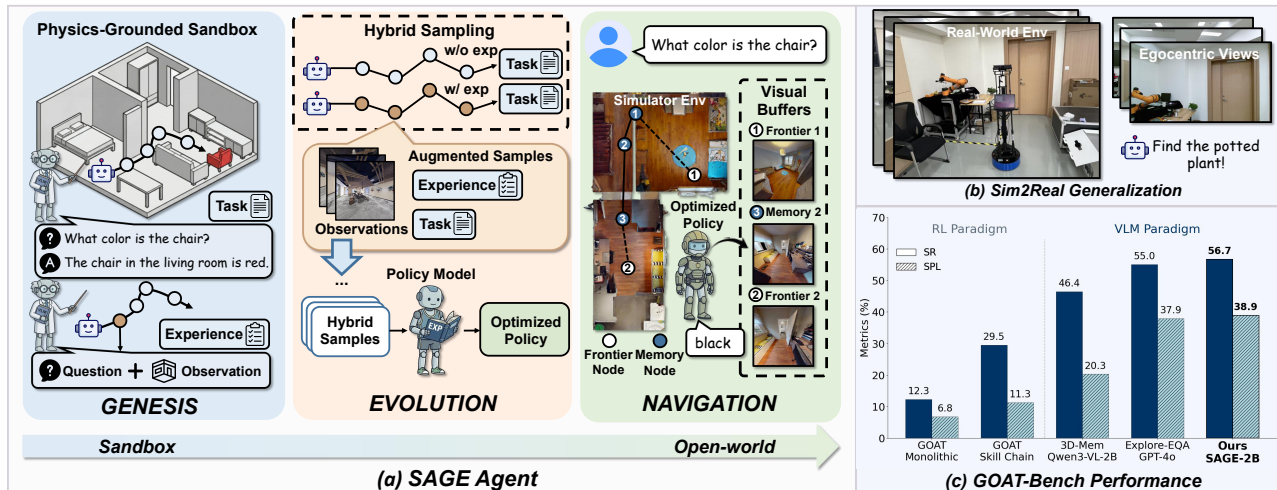 Physics-Grounded Sandbox
Task
What color is the chair?
The chair in the living room is red.
Experience
Question + Observation
GENESIS
Hybrid Sampling
w/o exp
Task
w/ exp
Task
Augmented Samples
Experience
Task
Observations
...
Policy Model
Hybrid
Samples
EXP
Optimized
Policy
EVOLUTION
What color is the chair?
Simulator Env
Visual
Buffers
1 Frontier 1
3 Memory 2
2 Frontier 2
1
2
1
3
2
Optimized
Policy
black
Frontier
Node
Memory
Node
NAVIGATION
Sandbox
Open-world
(a) SAGE Agent
Real-World Env
Egocentric Views
Find the potted
plant!
(b) Sim2Real Generalization
RL Paradigm
VLM Paradigm
SR
SPL
Metrics (%)
70
60
50
40
30
20
10
0
12.3
6.8
29.5
11.3
46.4
20.3
55.0
37.9
56.7
38.9
GOAT
Monolithic
GOAT
Skill Chain
3D-Mem
Qwen3-VL-2B
Explore-EQA
GPT-4o
Ours
SAGE-2B
(c) GOAT-Bench Performance